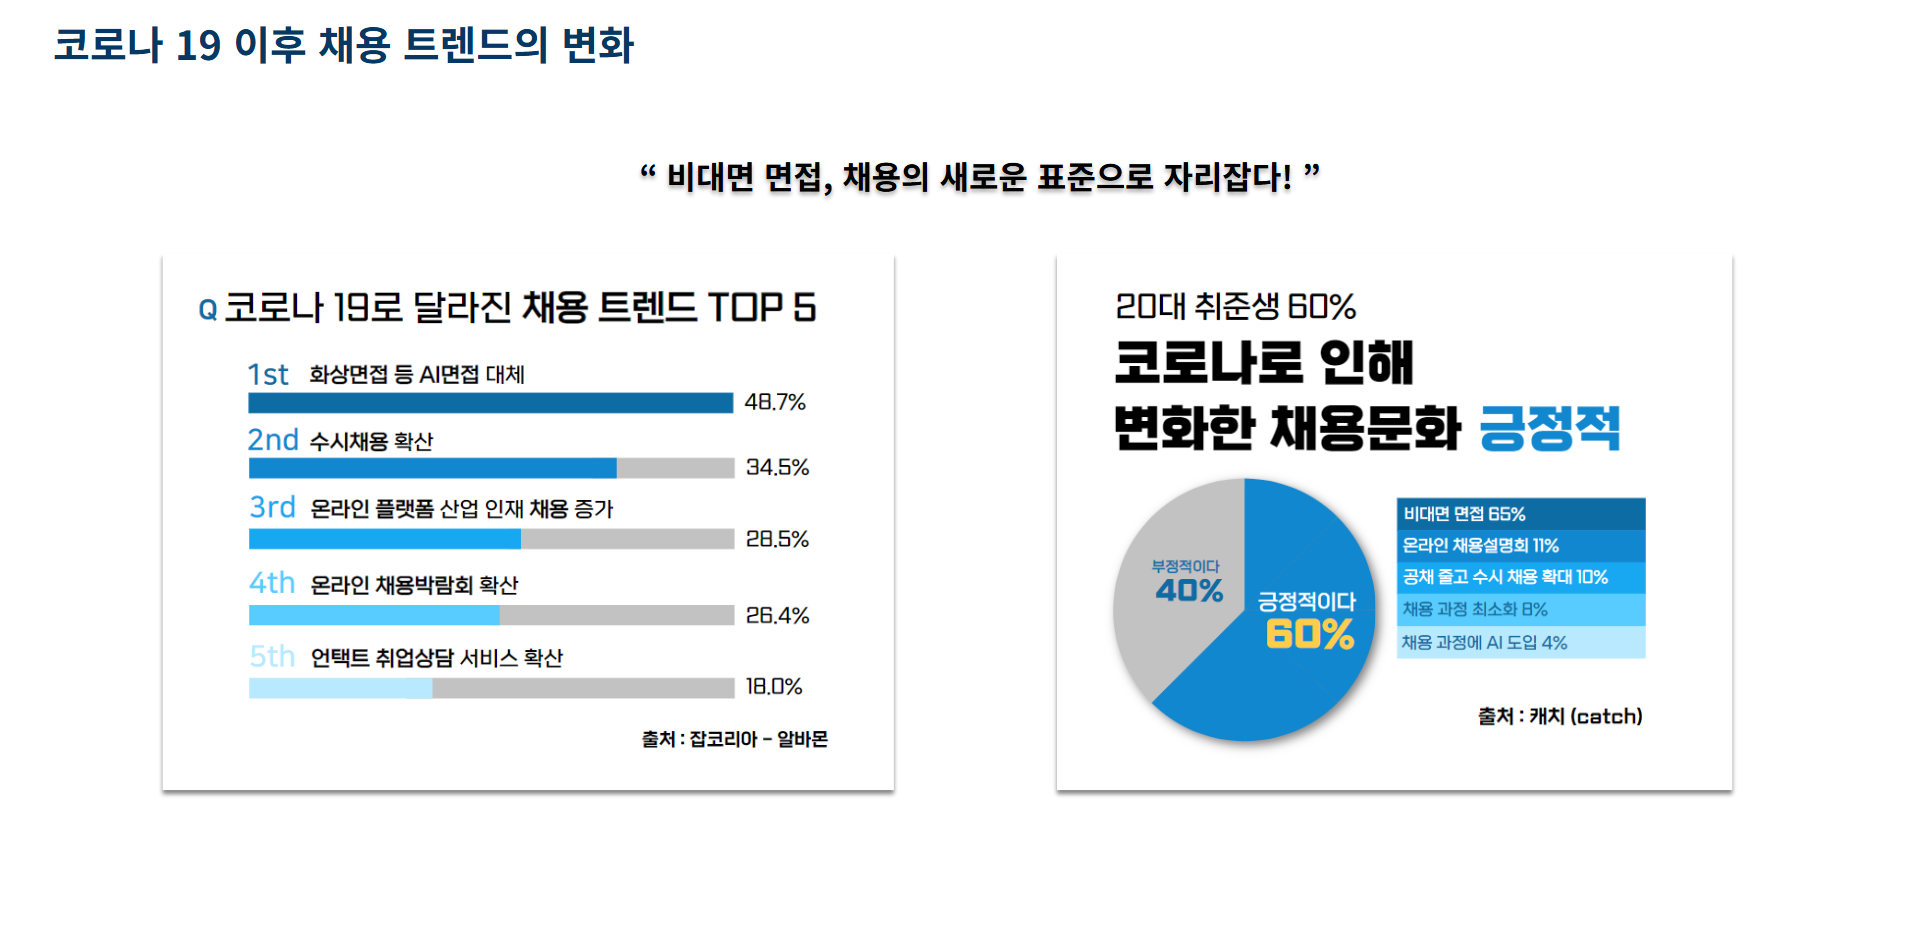 코로나 19 이후 채용 트렌드의 변화
“ 비대면 면접, 채용의 새로운 표준으로 자리잡다! ”
Q 코로나 19로 달라진 채용 트렌드 TOP 5
1st 화상면접 등 AI면접 대체
48.7%
2nd 수시채용 확산
34.5%
3rd 온라인 플랫폼 산업 인재 채용 증가
28.5%
4th 온라인 채용박람회 확산
26.4%
5th 언택트 취업상담 서비스 확산
18.0%
출처 : 잡코리아 - 알바몬
20대 취준생 60%
코로나로 인해
변화한 채용문화 긍정적
부정적이다
40%
긍정적이다
60%
비대면 면접 65%
온라인 채용설명회 11%
공채 줄고 수시 채용 확대 10%
채용 과정 최소화 8%
채용 과정에 AI 도입 4%
출처 : 캐치 (catch)